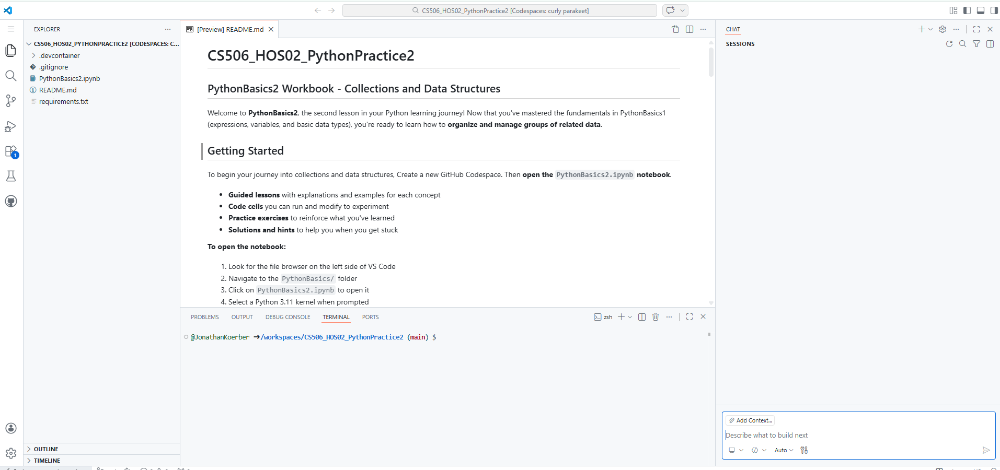 CS506_HOS02_PythonPractice2 [Codespaces: curly parakeet]
EXPLORER
CS506_HOS02_PYTHONPRACTICE2 [CODESPACES: C...
.devcontainer
.gitignore
PythonBasics2.ipynb
README.md
requirements.txt
OUTLINE
TIMELINE
1
[Preview] README.md
CS506_HOS02_PythonPractice2
PythonBasics2 Workbook - Collections and Data Structures
Welcome to PythonBasics2, the second lesson in your Python learning journey! Now that you've mastered the fundamentals in PythonBasics1
(expressions, variables, and basic data types), you're ready to learn how to organize and manage groups of related data.
Getting Started
To begin your journey into collections and data structures, Create a new GitHub Codespace. Then open the PythonBasics2.ipynb notebook.
• Guided lessons with explanations and examples for each concept
• Code cells you can run and modify to experiment
• Practice exercises to reinforce what you've learned
• Solutions and hints to help you when you get stuck
To open the notebook:
1. Look for the file browser on the left side of VS Code
2. Navigate to the PythonBasics/ folder
3. Click on PythonBasics2.ipynb to open it
4. Select a Python 3.11 kernel when prompted
PROBLEMS OUTPUT DEBUG CONSOLE TERMINAL PORTS
zsh
@JonathanKoerber ➜/workspaces/CS506_HOS02_PythonPractice2 (main) $
CHAT
SESSIONS
Add Context...
Describe what to build next
Auto